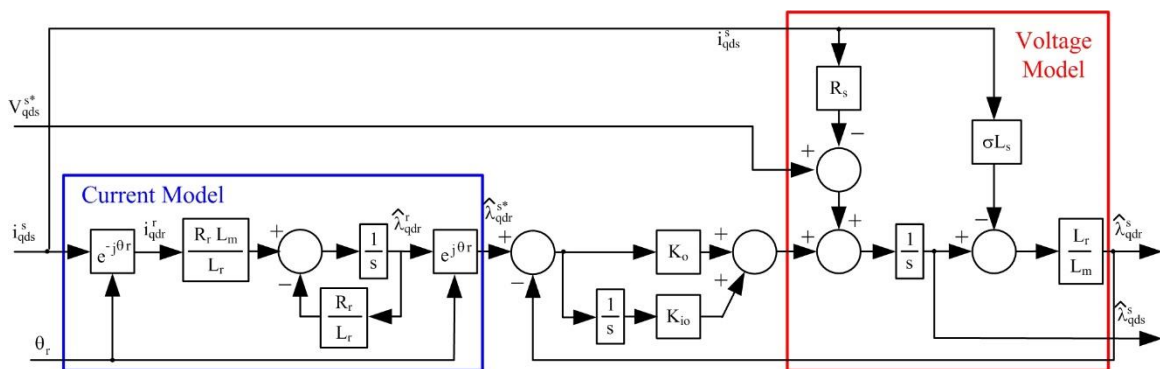 i^s_qds
Voltage
Model
R_s
V^s*_qds
−
+
σL_s
Current Model
λ̂^s*_qdr
i^s_qds
e^-jθr
i^r_qdr
R_r L_m
L_r
+
−
λ̂^r_qdr
1
s
e^jθr
R_r
L_r
+
−
K_o
+
+
1
s
K_io
+
+
1
s
+
−
L_r
L_m
λ̂^s_qdr
λ̂^s_qds
θ_r